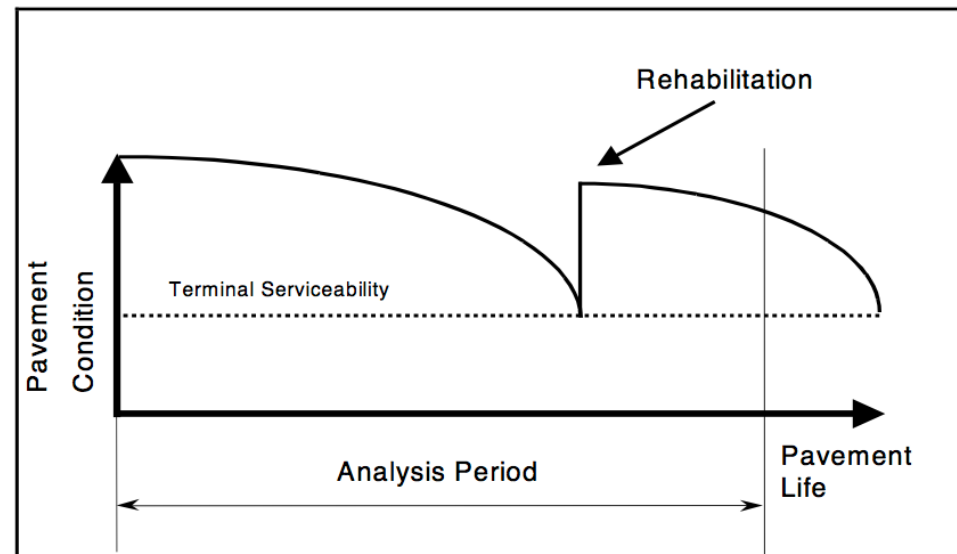 Rehabilitation
Terminal Serviceability
Pavement
Condition
Analysis Period
Pavement
Life